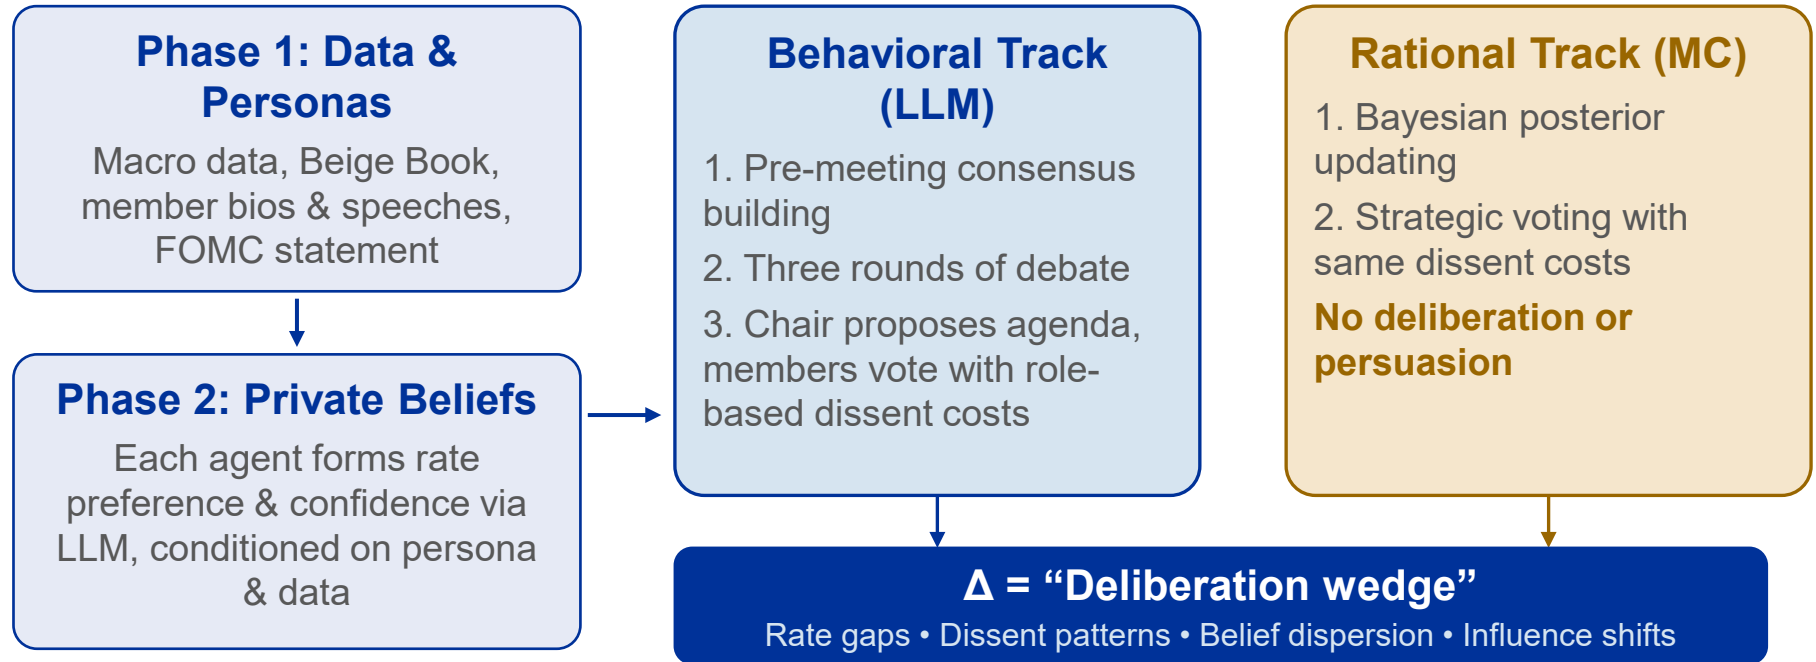 Phase 1: Data &
Personas
Macro data, Beige Book,
member bios & speeches,
FOMC statement
Phase 2: Private Beliefs
Each agent forms rate
preference & confidence via
LLM, conditioned on persona
& data
Behavioral Track
(LLM)
1. Pre-meeting consensus
building
2. Three rounds of debate
3. Chair proposes agenda,
members vote with role-
based dissent costs
Rational Track (MC)
1. Bayesian posterior
updating
2. Strategic voting with
same dissent costs
No deliberation or
persuasion
Δ = “Deliberation wedge”
Rate gaps • Dissent patterns • Belief dispersion • Influence shifts